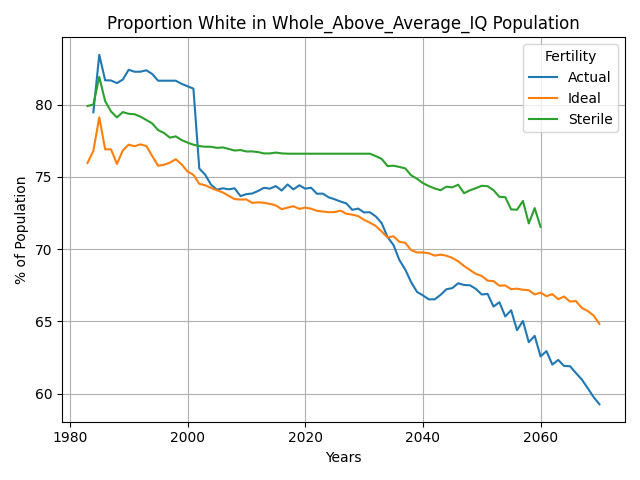 Proportion White in Whole_Above_Average_IQ Population
% of Population
80
75
70
65
60
Fertility
Actual
Ideal
Sterile
1980
2000
2020
2040
2060
Years